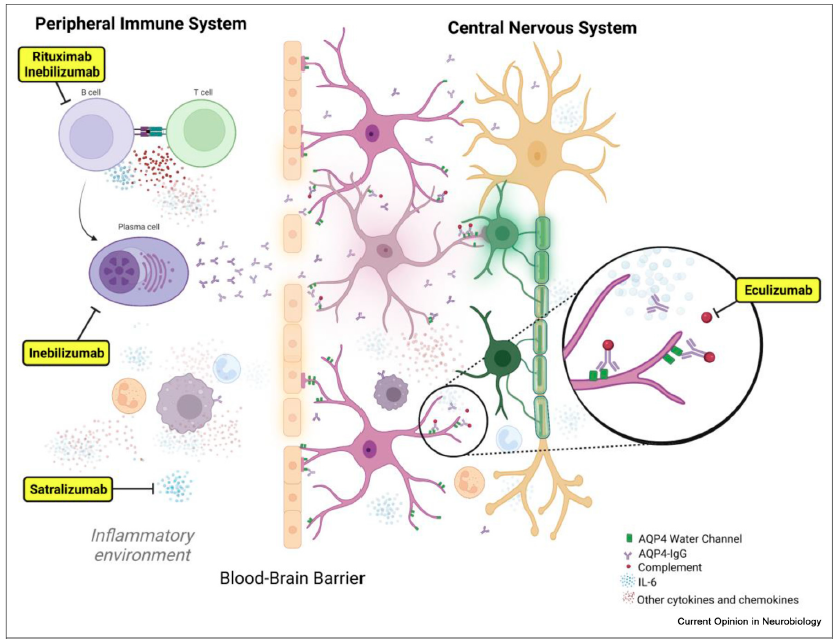 Peripheral Immune System
Central Nervous System
Rituximab
Inebilizumab
B cell
T cell
Plasma cell
Eculizumab
Inebilizumab
Satralizumab
Inflammatory
environment
Blood-Brain Barrier
AQP4 Water Channel
AQP4-IgG
Complement
IL-6
Other cytokines and chemokines
Current Opinion in Neurobiology